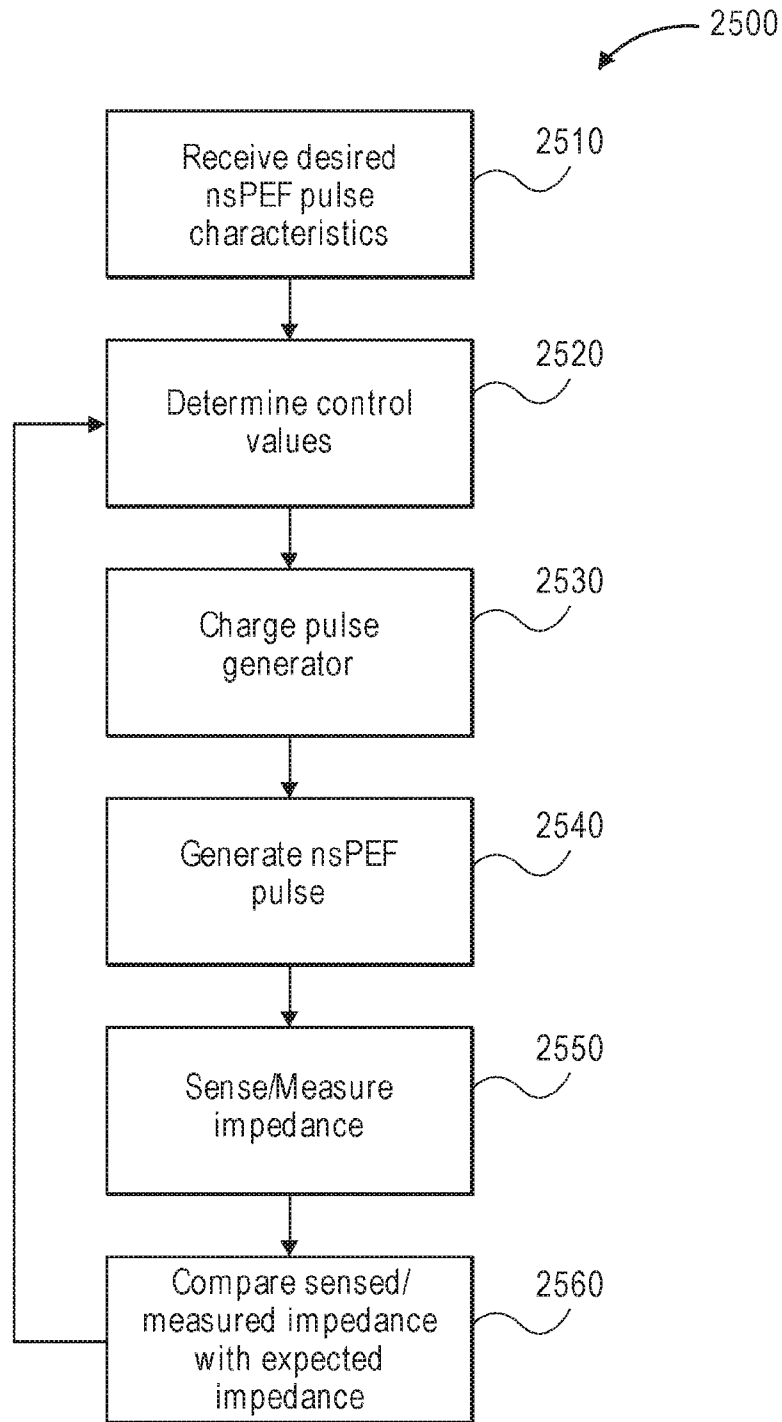 2500
Receive desired
nsPEF pulse
characteristics
2510
Determine control
values
2520
Charge pulse
generator
2530
Generate nsPEF
pulse
2540
Sense/Measure
impedance
2550
Compare sensed/
measured impedance
with expected
impedance
2560